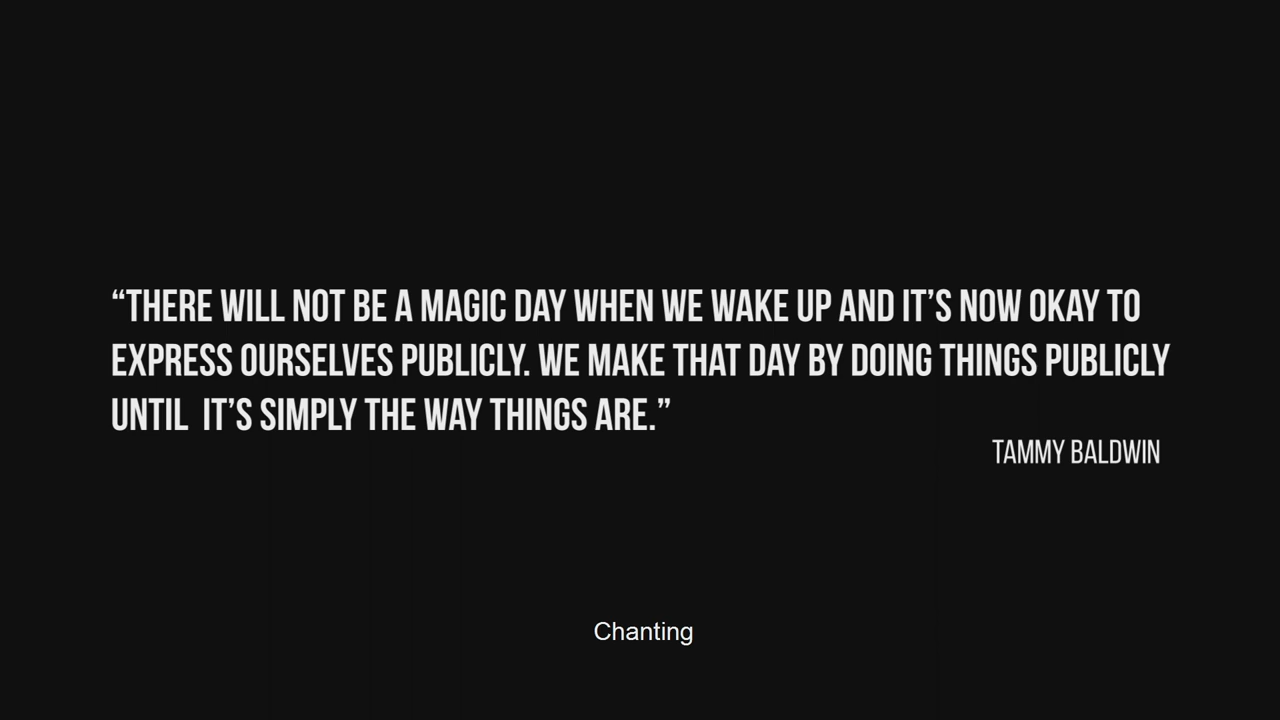 “THERE WILL NOT BE A MAGIC DAY WHEN WE WAKE UP AND IT’S NOW OKAY TO
EXPRESS OURSELVES PUBLICLY. WE MAKE THAT DAY BY DOING THINGS PUBLICLY
UNTIL IT’S SIMPLY THE WAY THINGS ARE.”
TAMMY BALDWIN
Chanting